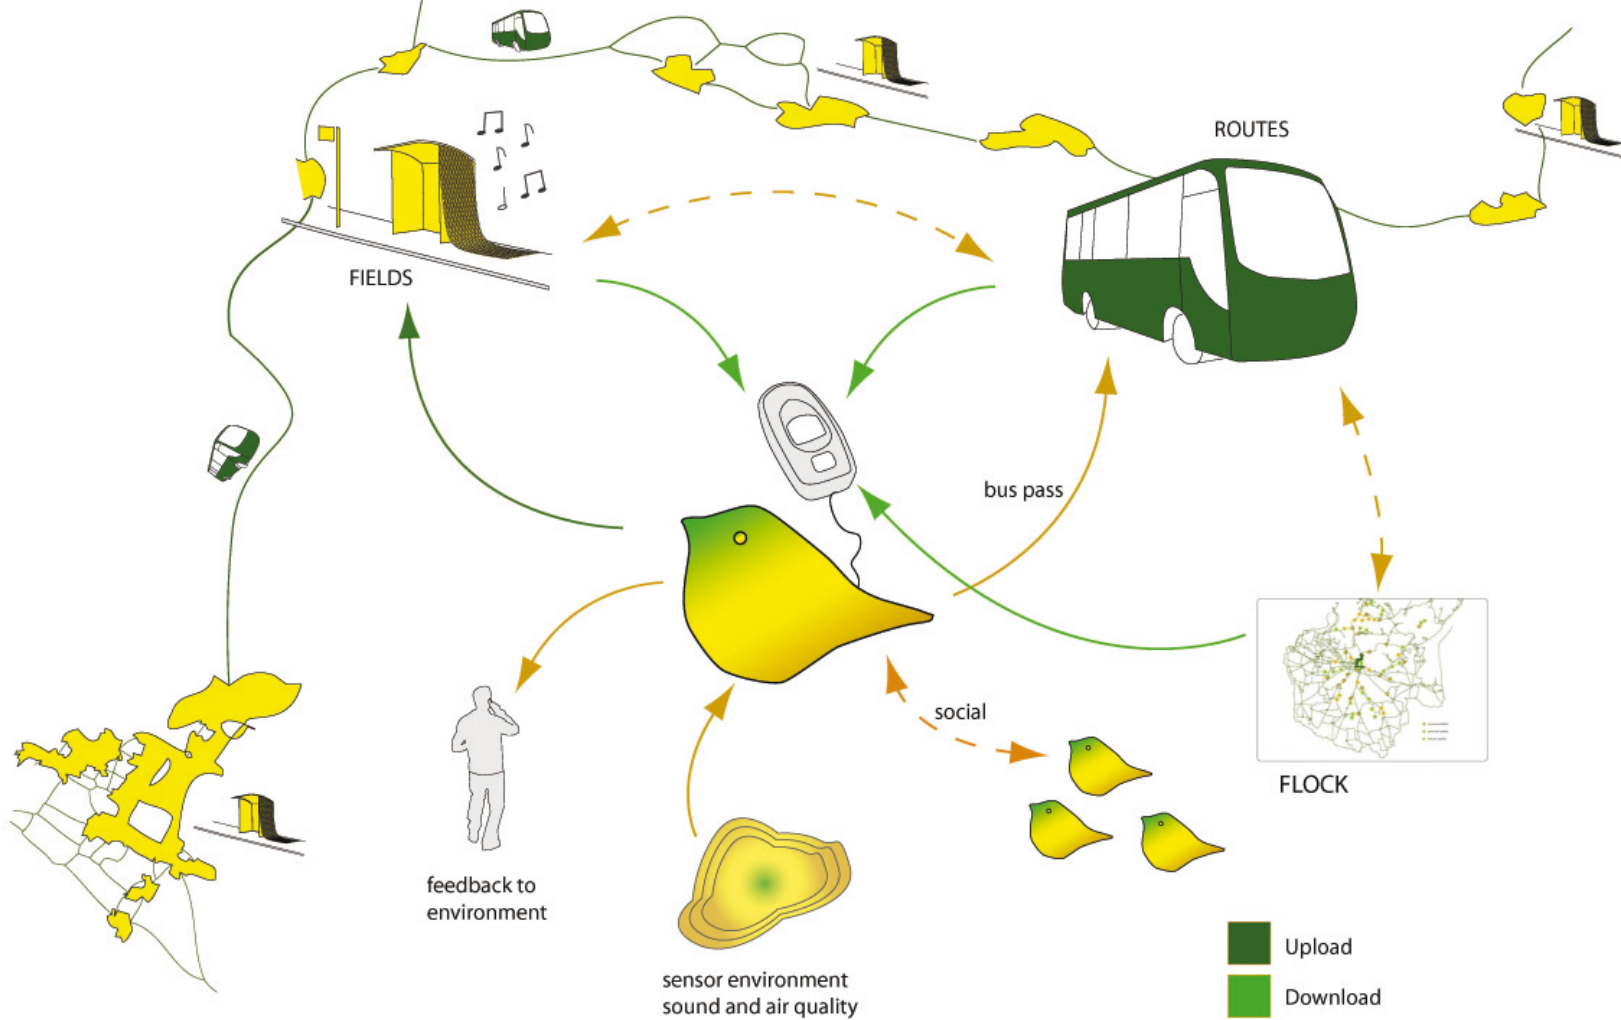 ROUTES
FIELDS
bus pass
social
FLOCK
feedback to
environment
sensor environment
sound and air quality
Upload
Download